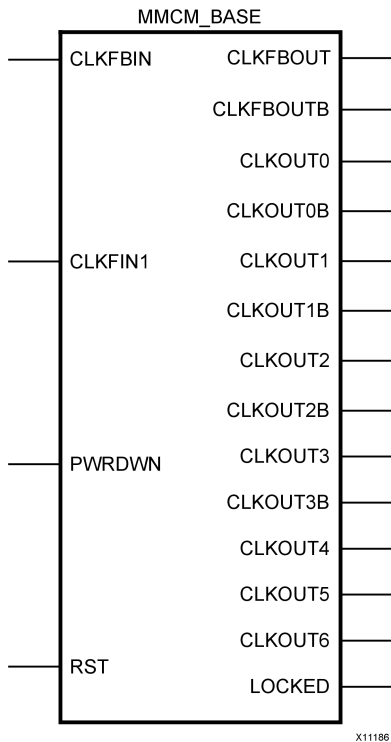 MMCM_BASE
CLKFBIN
CLKFBOUT
CLKFBOUTB
CLKOUT0
CLKOUT0B
CLKFIN1
CLKOUT1
CLKOUT1B
CLKOUT2
CLKOUT2B
PWRDWN
CLKOUT3
CLKOUT3B
CLKOUT4
CLKOUT5
CLKOUT6
RST
LOCKED
X11186